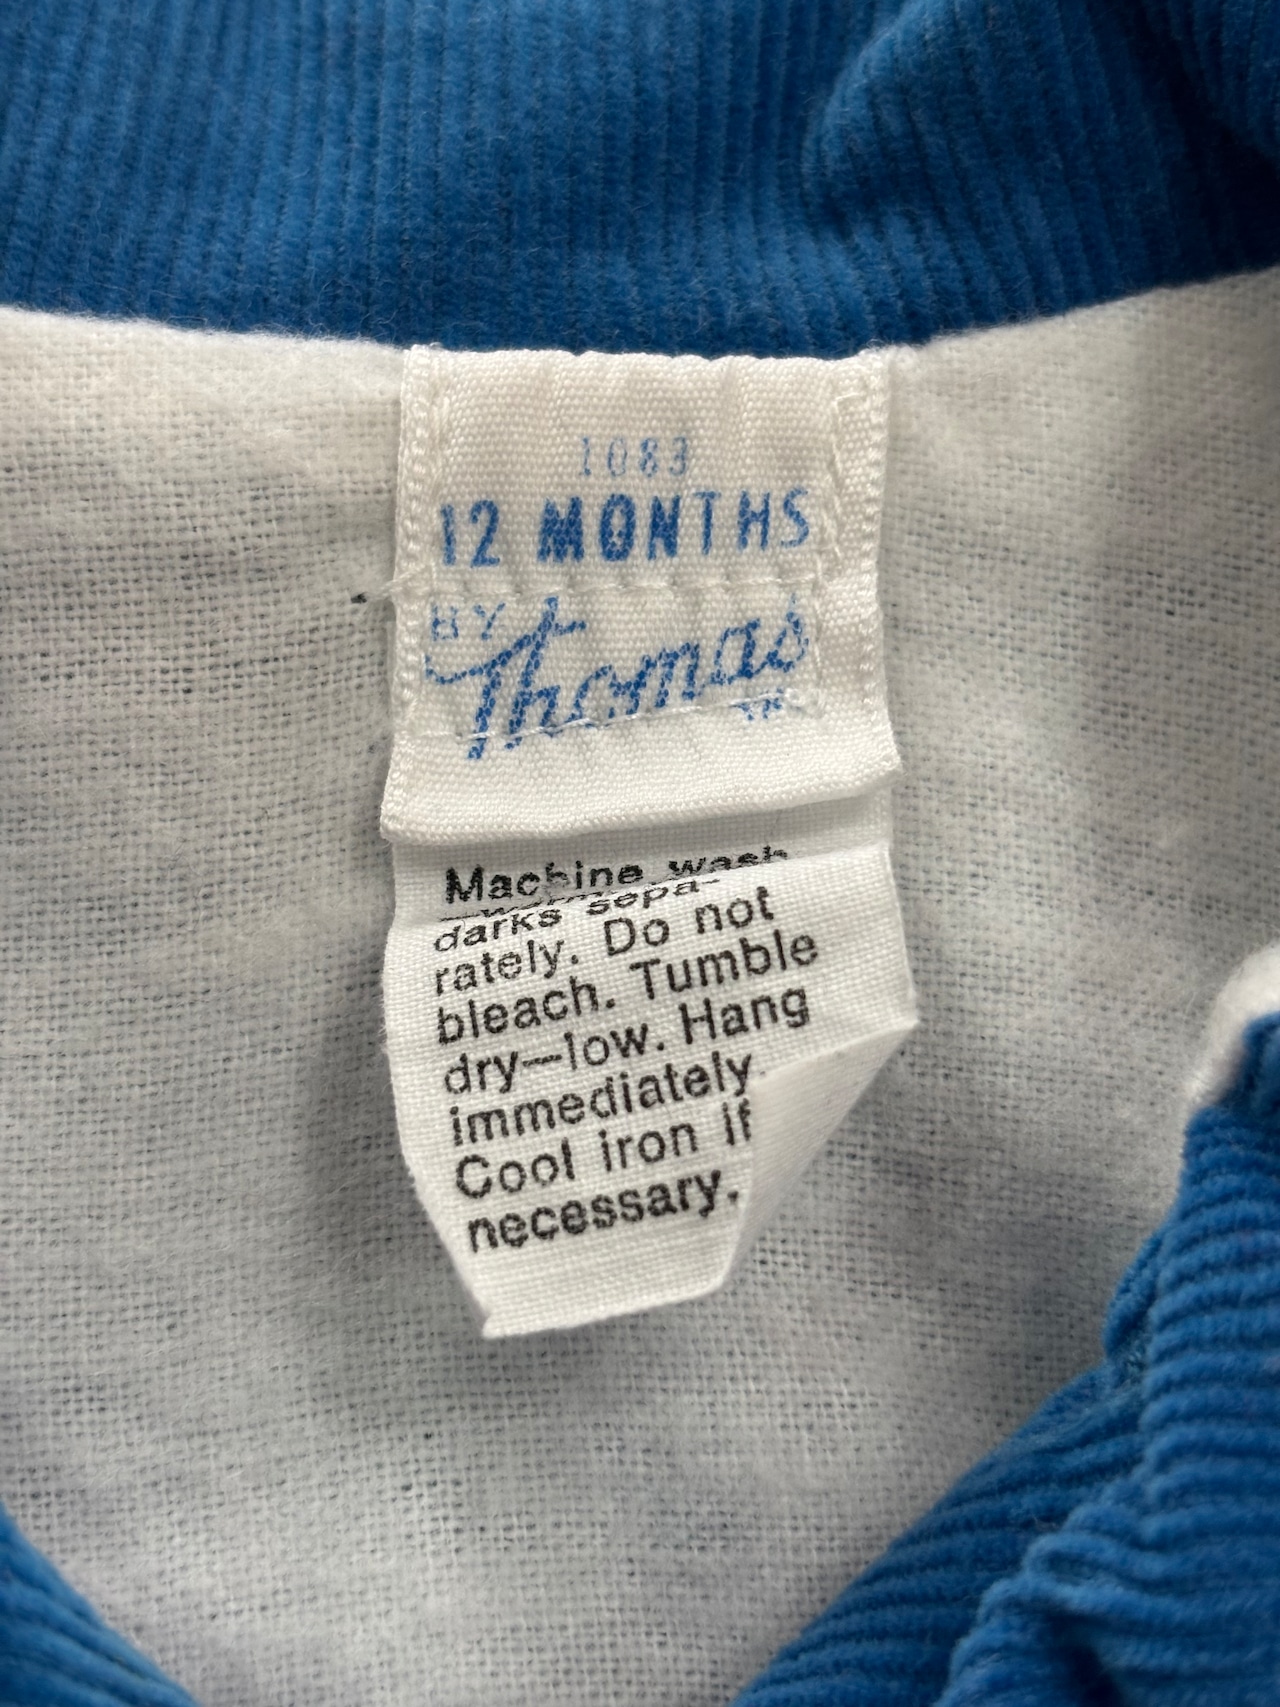 1083
12 MONTHS
BY
Thomas
TM
Machine wash
warm, darks sepa-
rately. Do not
bleach. Tumble
dry—low. Hang
immediately.
Cool iron if
necessary.